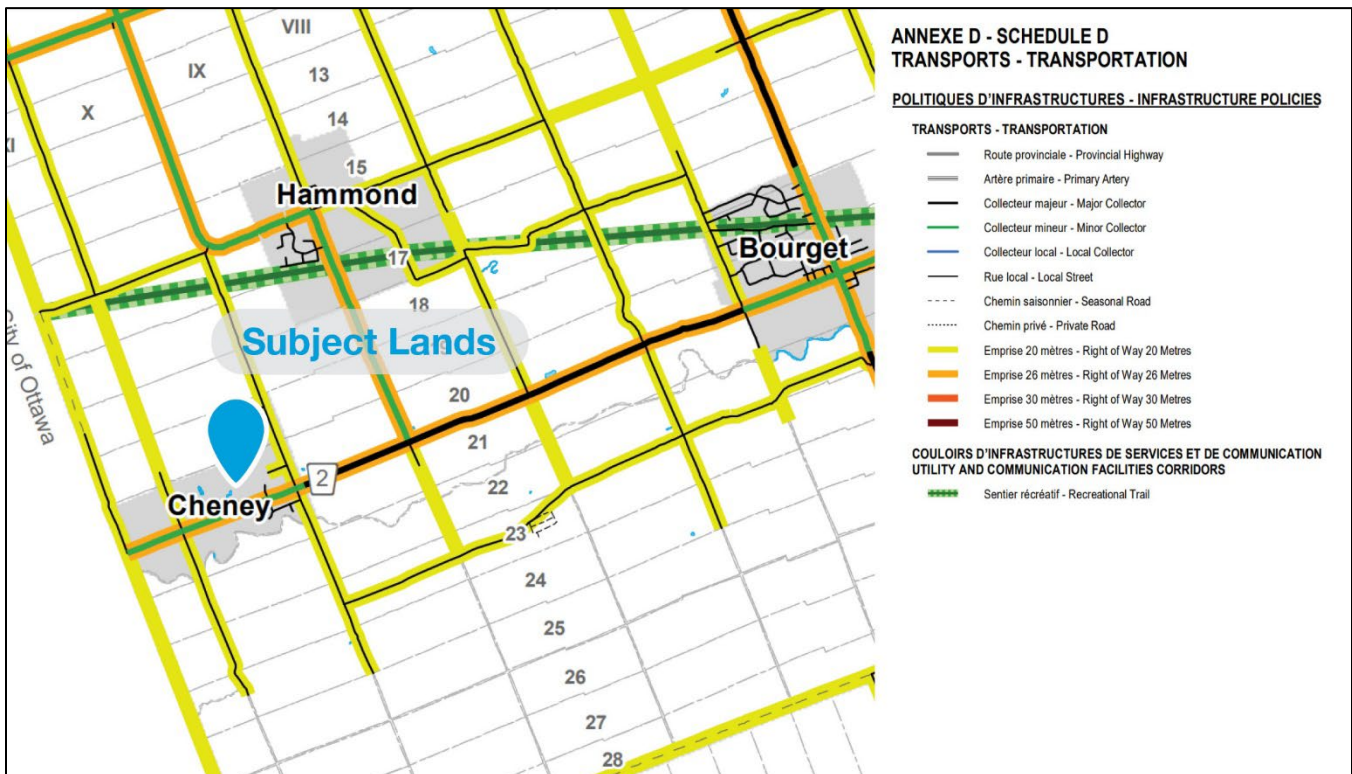 VIII
IX
13
X
14
XI
15
Hammond
17
Bourget
18
Subject Lands
City of Ottawa
20
21
2
22
Cheney
23
24
25
26
27
28
ANNEXE D - SCHEDULE D
TRANSPORTS - TRANSPORTATION
POLITIQUES D'INFRASTRUCTURES - INFRASTRUCTURE POLICIES
TRANSPORTS - TRANSPORTATION
Route provinciale - Provincial Highway
Artère primaire - Primary Artery
Collecteur majeur - Major Collector
Collecteur mineur - Minor Collector
Collecteur local - Local Collector
Rue local - Local Street
Chemin saisonnier - Seasonal Road
Chemin privé - Private Road
Emprise 20 mètres - Right of Way 20 Metres
Emprise 26 mètres - Right of Way 26 Metres
Emprise 30 mètres - Right of Way 30 Metres
Emprise 50 mètres - Right of Way 50 Metres
COULOIRS D'INFRASTRUCTURES DE SERVICES ET DE COMMUNICATION
UTILITY AND COMMUNICATION FACILITIES CORRIDORS
Sentier récréatif - Recreational Trail